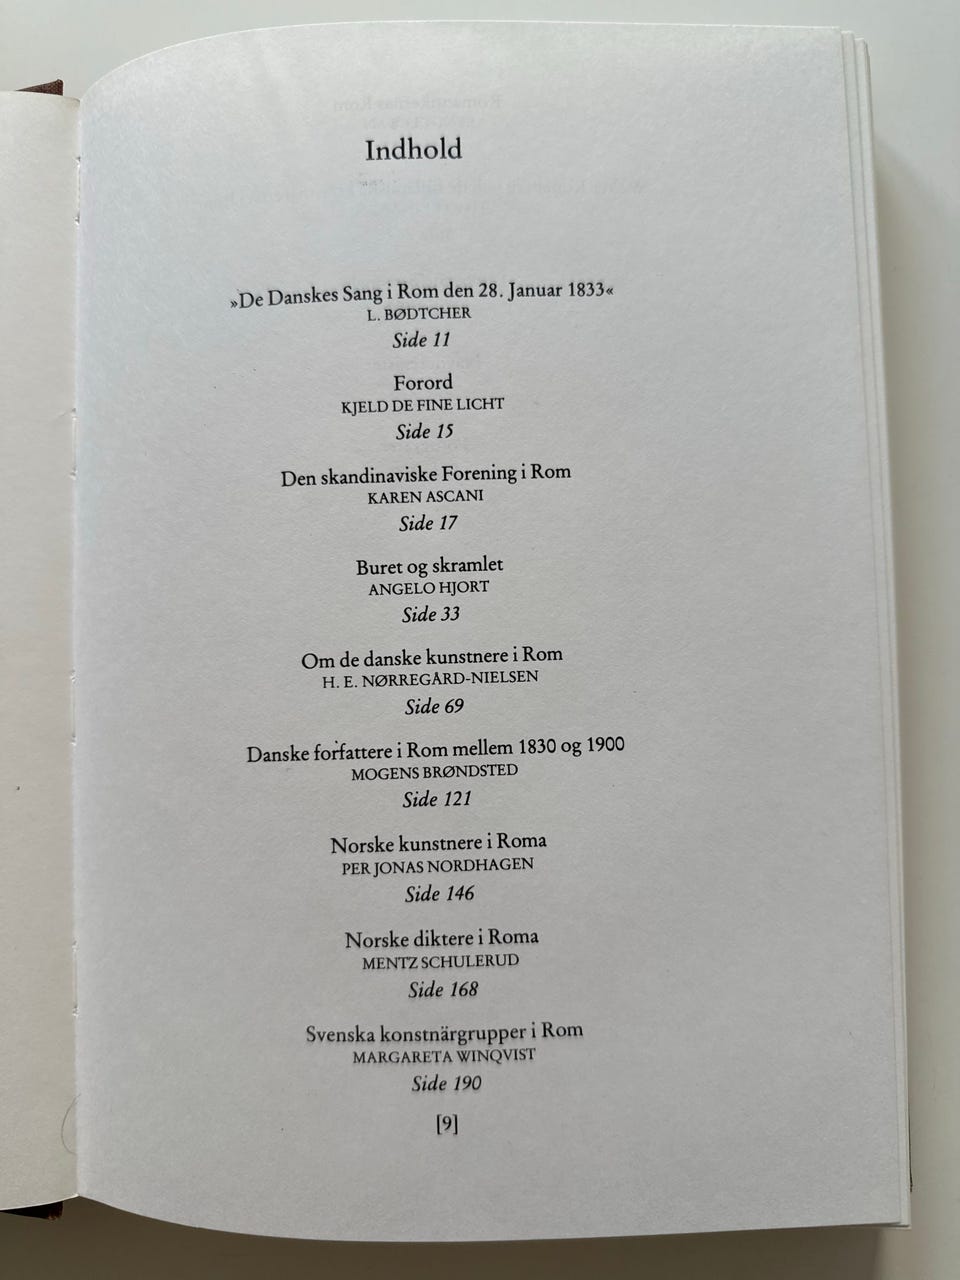 Indhold
»De Danskes Sang i Rom den 28. Januar 1833«
L. BØDTCHER
Side 11
Forord
KJELD DE FINE LICHT
Side 15
Den skandinaviske Forening i Rom
KAREN ASCANI
Side 17
Buret og skramlet
ANGELO HJORT
Side 33
Om de danske kunstnere i Rom
H. E. NØRREGÅRD-NIELSEN
Side 69
Danske forfattere i Rom mellem 1830 og 1900
MOGENS BRØNDSTED
Side 121
Norske kunstnere i Roma
PER JONAS NORDHAGEN
Side 146
Norske diktere i Roma
MENTZ SCHULERUD
Side 168
Svenska konstnärgrupper i Rom
MARGARETA WINQVIST
Side 190
[9]